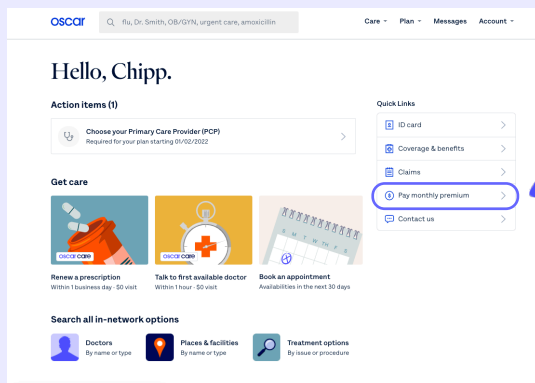 oscar
flu, Dr. Smith, OB/GYN, urgent care, amoxicillin
Care Plan Messages Account
Hello, Chipp.
Action items (1)
Choose your Primary Care Provider (PCP)
Required for your plan starting 01/02/2022
Quick Links
ID card
Coverage & benefits
Claims
Pay monthly premium
Contact us
Get care
oscar care
oscar care
S M T W TH F S
Renew a prescription
Within 1 business day - $0 visit
Talk to first available doctor
Within 1 hour - $0 visit
Book an appointment
Availabilities in the next 30 days
Search all in-network options
Doctors
By name or type
Places & facilities
By name or type
Treatment options
By issue or procedure